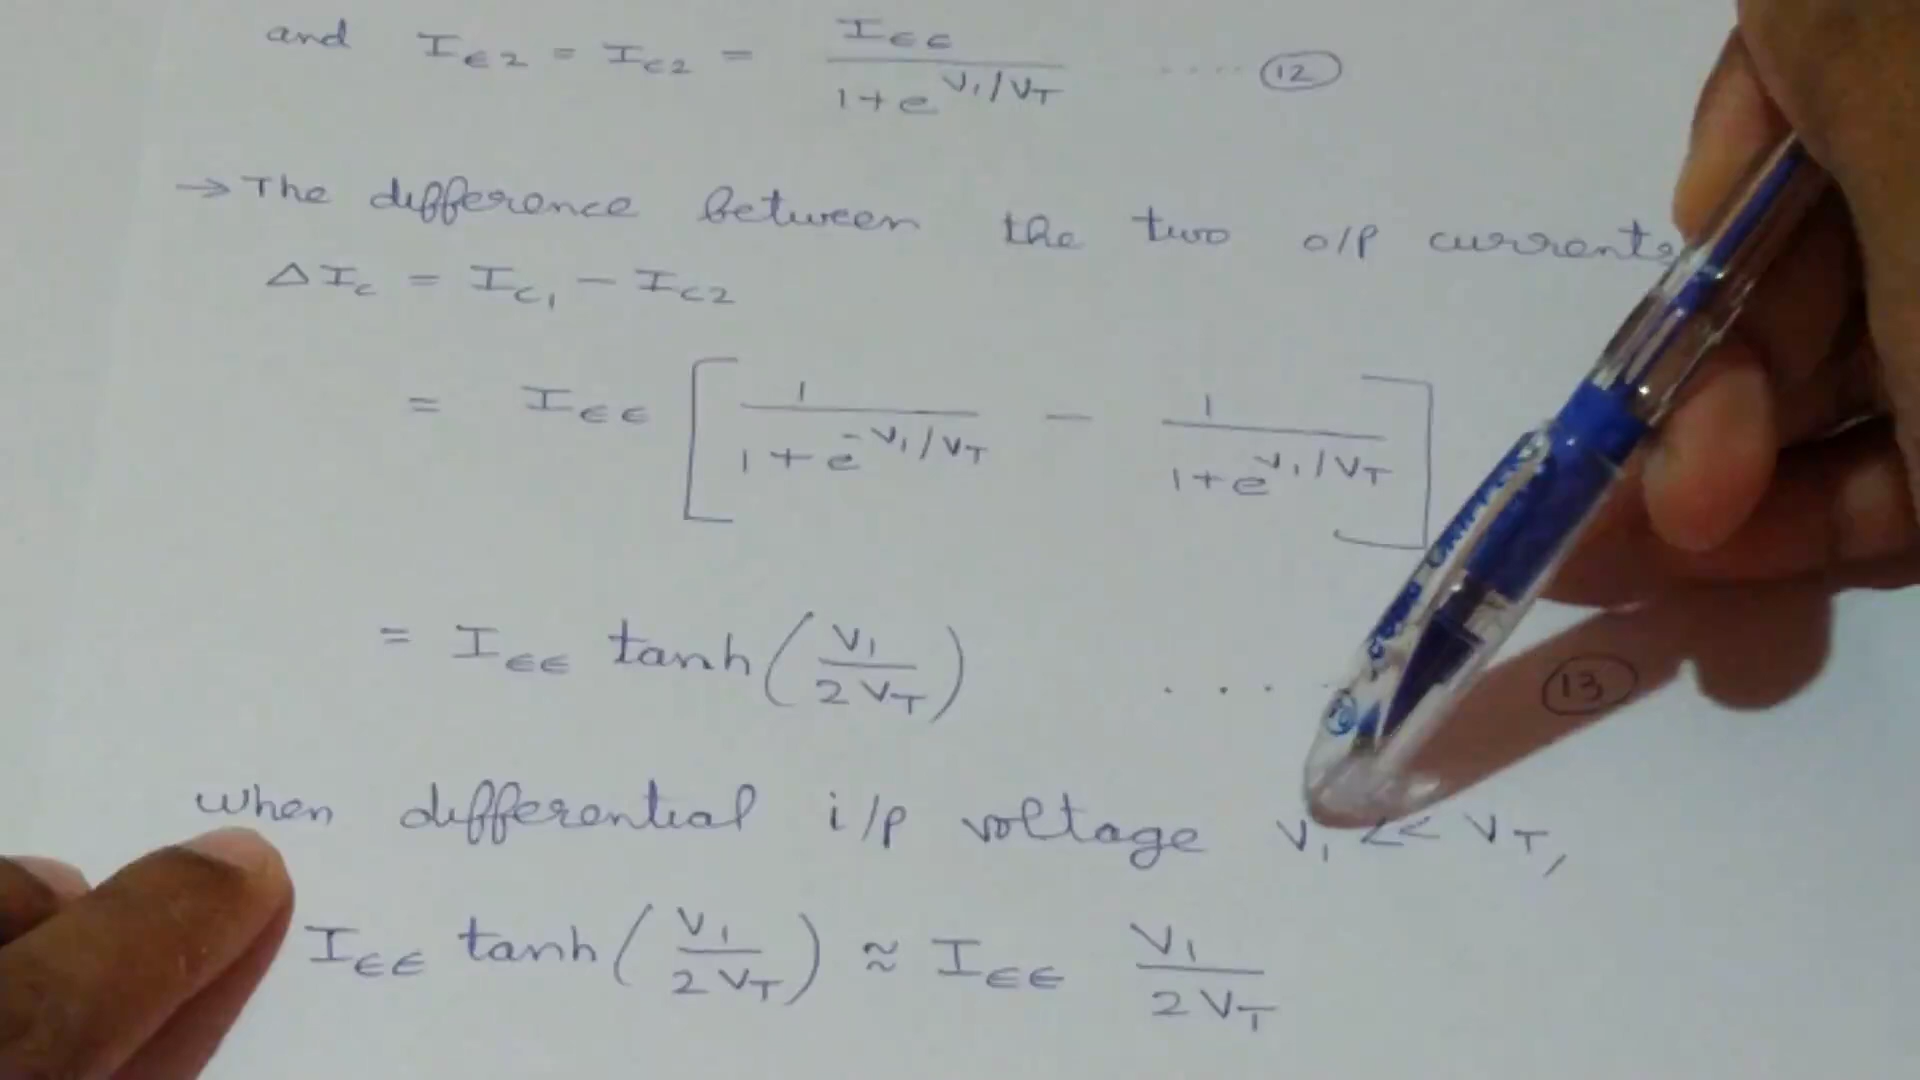 and I_E2 = I_C2 = I_EE / (1+e^(V1/VT)) ..... (12)
→ The difference between the two o/p currents
ΔI_C = I_C1 − I_C2
= I_EE [ 1 / (1+e^(−V1/VT)) − 1 / (1+e^(V1/VT)) ]
= I_EE tanh (V1 / 2VT) .... (13)
when differential i/p voltage V1 << VT,
I_EE tanh (V1 / 2VT) ≈ I_EE V1 / 2VT